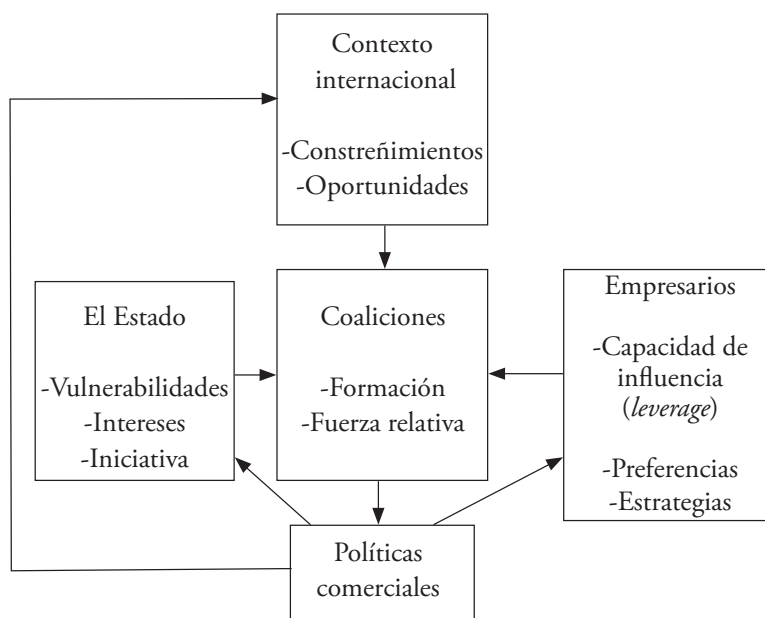 Contexto
internacional
-Constreñimientos
-Oportunidades
El Estado
-Vulnerabilidades
-Intereses
-Iniciativa
Coaliciones
-Formación
-Fuerza relativa
Empresarios
-Capacidad de
influencia
(leverage)
-Preferencias
-Estrategias
Políticas
comerciales